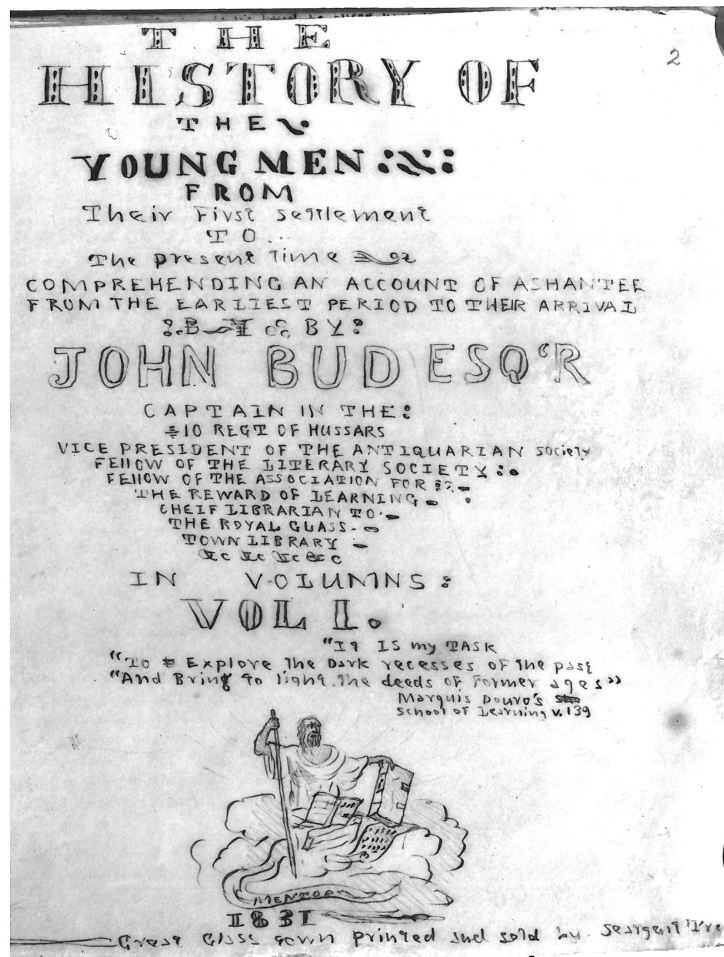 2
THE
HISTORY OF
THE
YOUNG MEN
FROM
Their First Settlement
TO..
The present Time
COMPREHENDING AN ACCOUNT OF ASHANTEE
FROM THE EARLIEST PERIOD TO THEIR ARRIVAL
BY:
JOHN BUD ESQ'R
CAPTAIN IN THE:
10 REGT OF HUSSARS
VICE PRESIDENT OF THE ANTIQUARIAN Society
FELLOW OF THE LITERARY SOCIETY:
FELLOW OF THE ASSOCIATION FOR
THE REWARD OF LEARNING
CHEIF LIBRARIAN TO
THE ROYAL GLASS
TOWN LIBRARY
&c &c &c &c
IN VOLUMNS:
VOL I.
"IT IS my TASK
"To Explore The Dark recesses of the past
"And Bring to light the deeds of former ages"
Marquis Douro's
School of Learning v.139
MENTOR
1831
Great Glass Town printed and sold by Seargent Tre